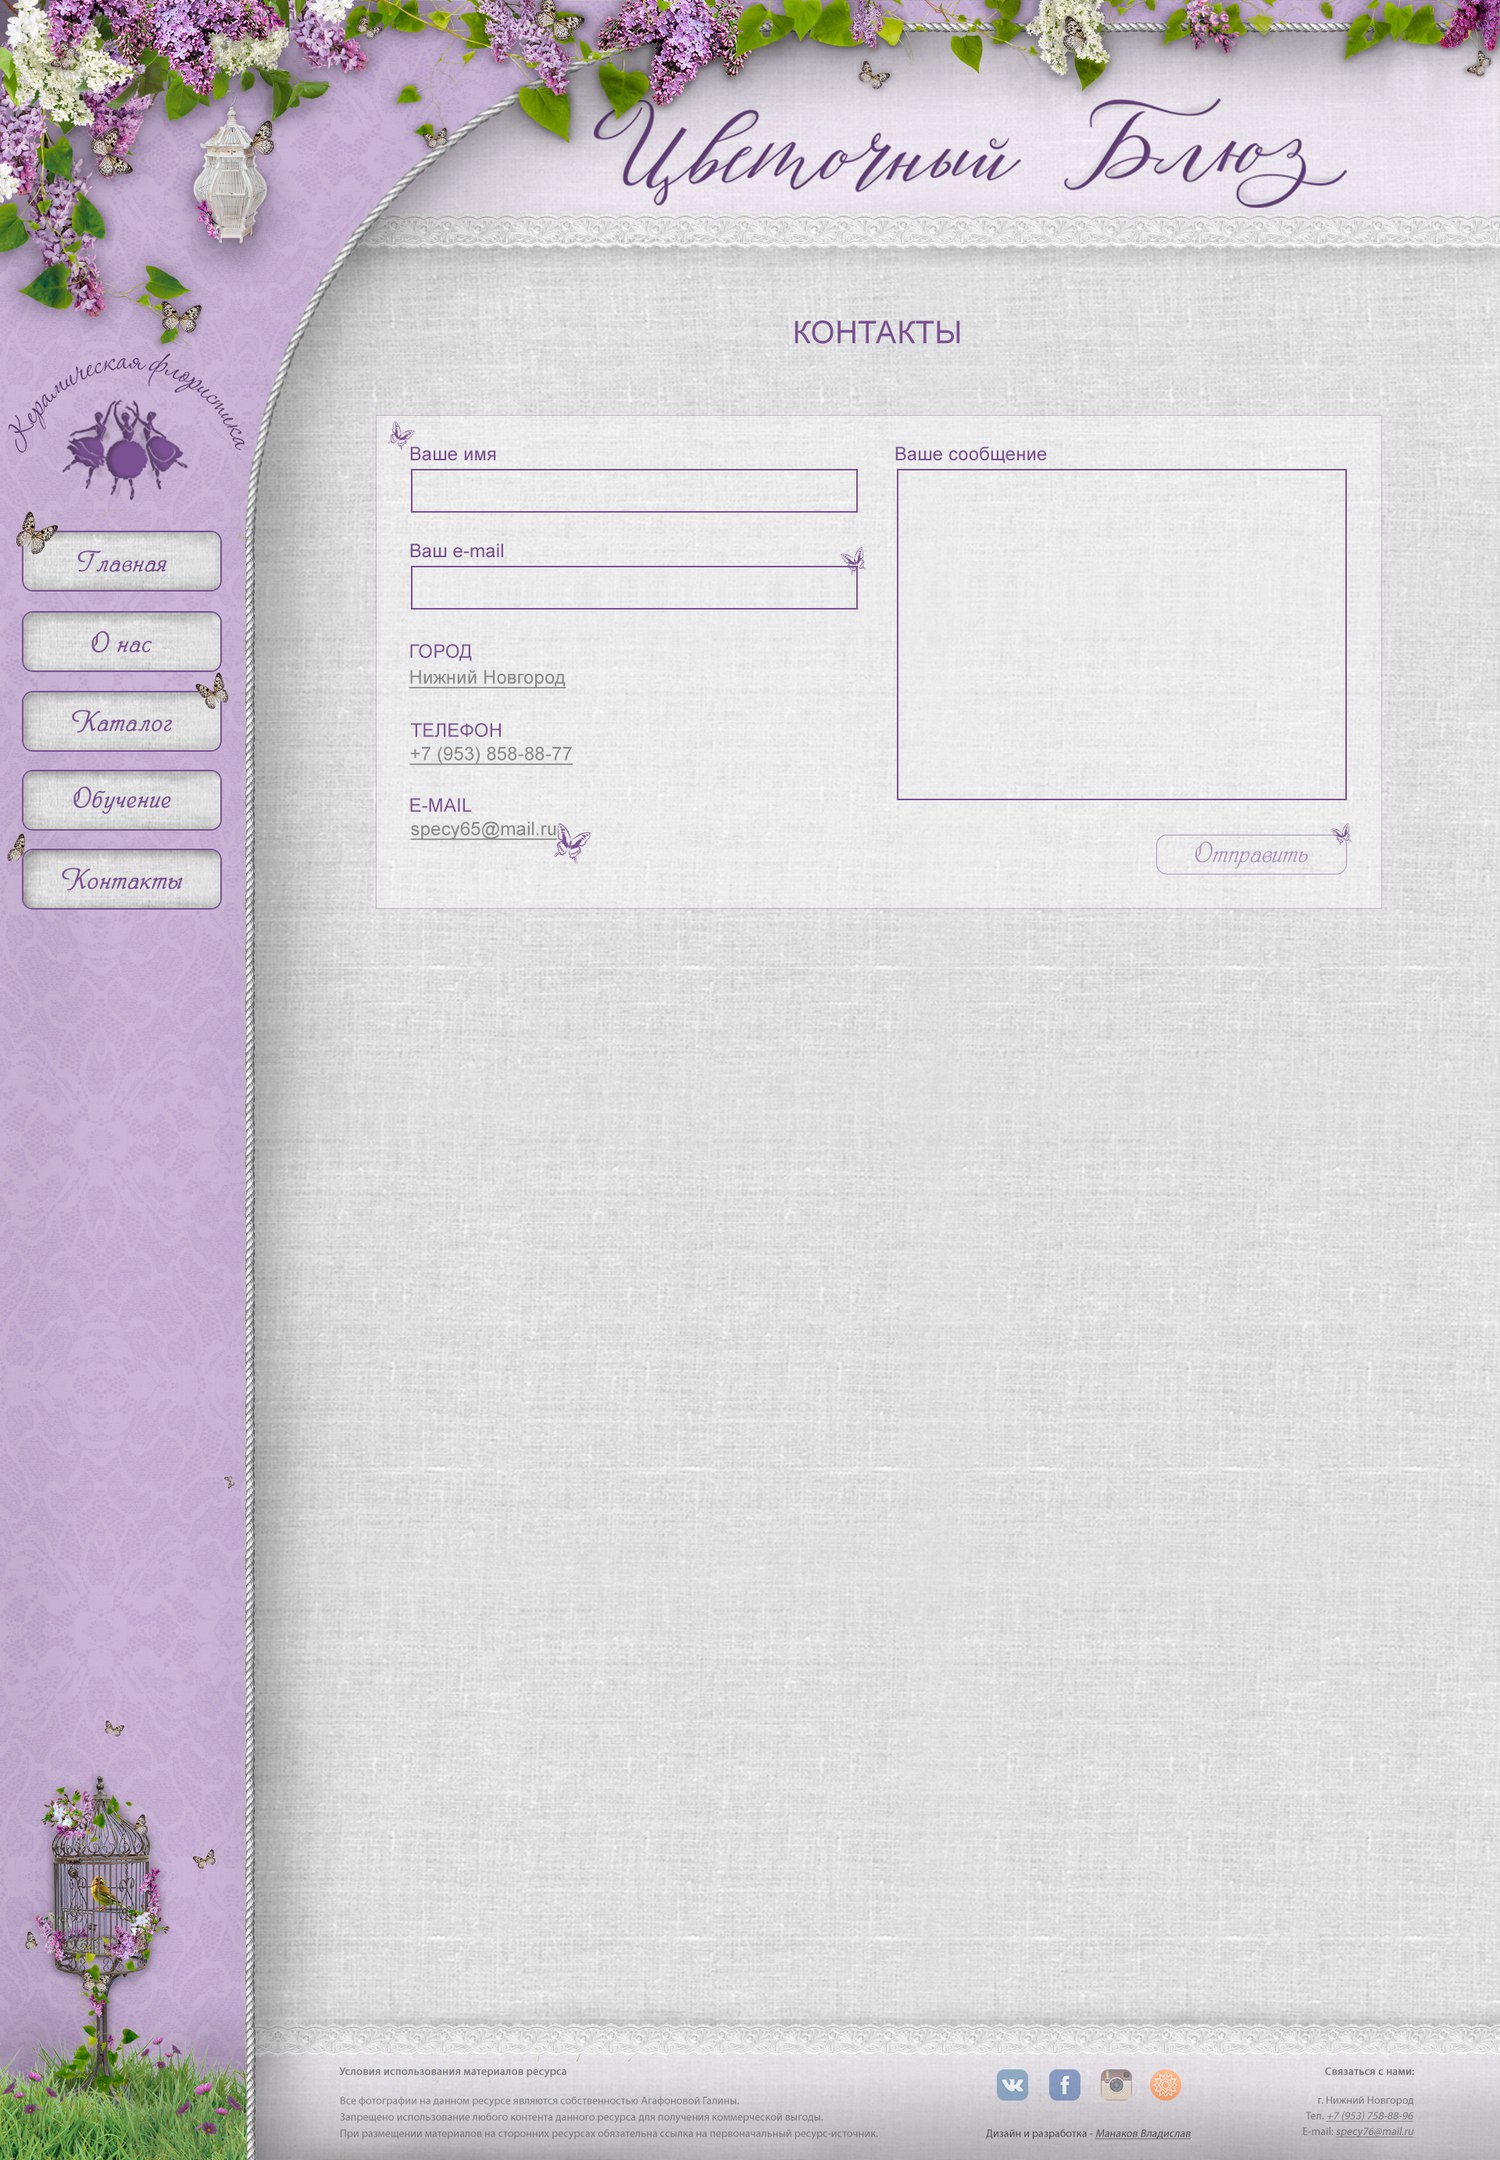 Цветочный Блюз
Керамическая флористика
Главная
О нас
Каталог
Обучение
Контакты
КОНТАКТЫ
Ваше имя
Ваш e-mail
ГОРОД
Нижний Новгород
ТЕЛЕФОН
+7 (953) 858-88-77
E-MAIL
specy65@mail.ru
Ваше сообщение
Отправить
Условия использования материалов ресурса
Все фотографии на данном ресурсе являются собственностью Агафоновой Галины.
Запрещено использование любого контента данного ресурса для получения коммерческой выгоды.
При размещении материалов на сторонних ресурсах обязательна ссылка на первоначальный ресурс-источник.
Дизайн и разработка - Манаков Владислав
Связаться с нами:
г. Нижний Новгород
Тел. +7 (953) 758-88-96
E-mail: specy76@mail.ru